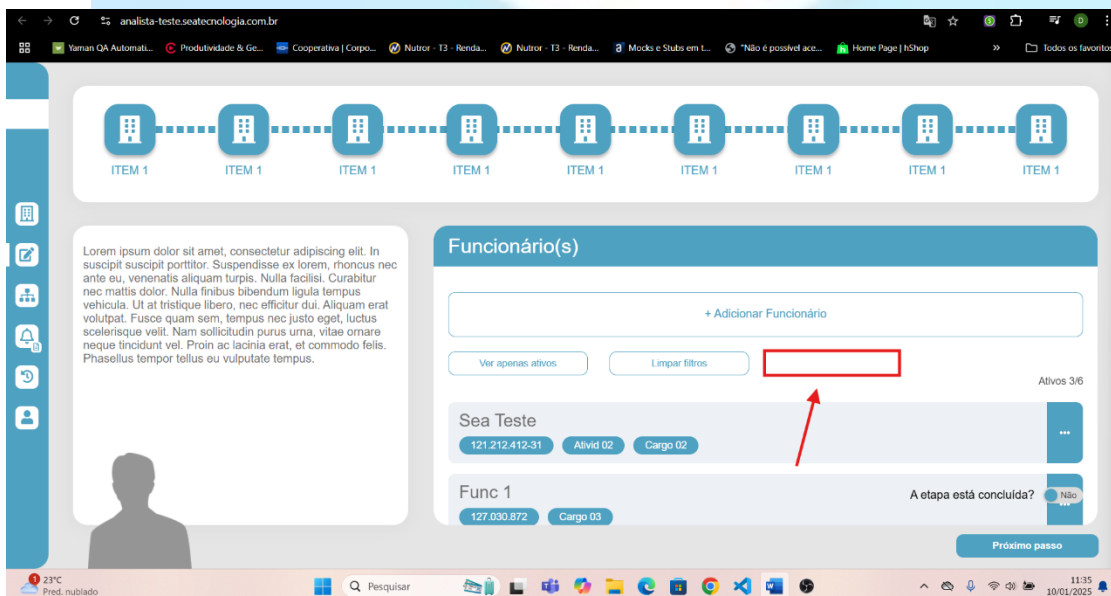 analista-teste.seatecnologia.com.br
Yaman QA Automati... Produtividade & Ge... Cooperativa | Corpo... Nutror - T3 - Renda... Nutror - T3 - Renda... Mocks e Stubs em t... "Não é possível ace... Home Page | hShop » Todos os favoritos
ITEM 1 ITEM 1 ITEM 1 ITEM 1 ITEM 1 ITEM 1 ITEM 1 ITEM 1 ITEM 1
Lorem ipsum dolor sit amet, consectetur adipiscing elit. In
suscipit suscipit porttitor. Suspendisse ex lorem, rhoncus nec
ante eu, venenatis aliquam turpis. Nulla facilisi. Curabitur
nec mattis dolor. Nulla finibus bibendum ligula tempus
vehicula. Ut at tristique libero, nec efficitur dui. Aliquam erat
volutpat. Fusce quam sem, tempus nec justo eget, luctus
scelerisque velit. Nam sollicitudin purus urna, vitae ornare
neque tincidunt vel. Proin ac lacinia erat, et commodo felis.
Phasellus tempor tellus eu vulputate tempus.
Funcionário(s)
+ Adicionar Funcionário
Ver apenas ativos Limpar filtros
Ativos 3/6
Sea Teste
121.212.412-31 Ativid 02 Cargo 02
...
Func 1
127.030.872 Cargo 03
A etapa está concluída? Não
...
Próximo passo
1 23°C
Pred. nublado
Pesquisar
11:35
10/01/2025